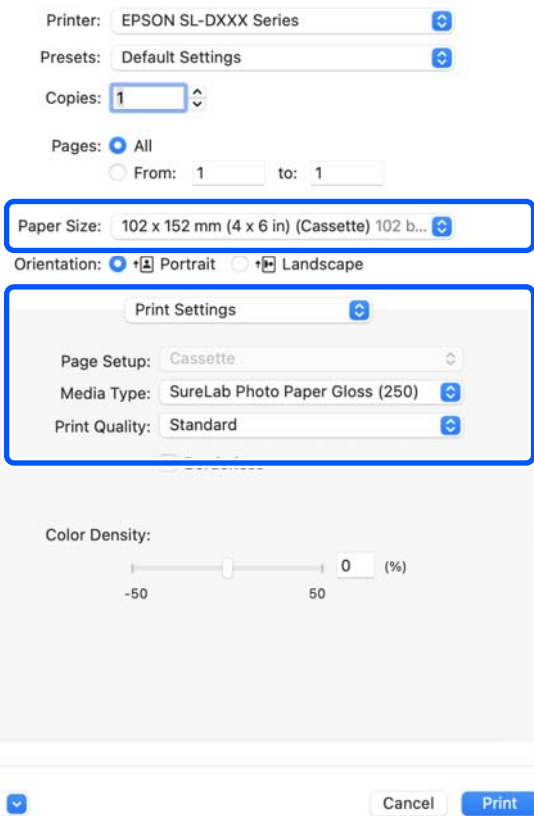 Printer: EPSON SL-DXXX Series
Presets: Default Settings
Copies: 1
Pages: All
From: 1 to: 1
Paper Size: 102 x 152 mm (4 x 6 in) (Cassette) 102 b...
Orientation: Portrait Landscape
Print Settings
Page Setup: Cassette
Media Type: SureLab Photo Paper Gloss (250)
Print Quality: Standard
Color Density:
0 (%)
-50 50
Cancel Print